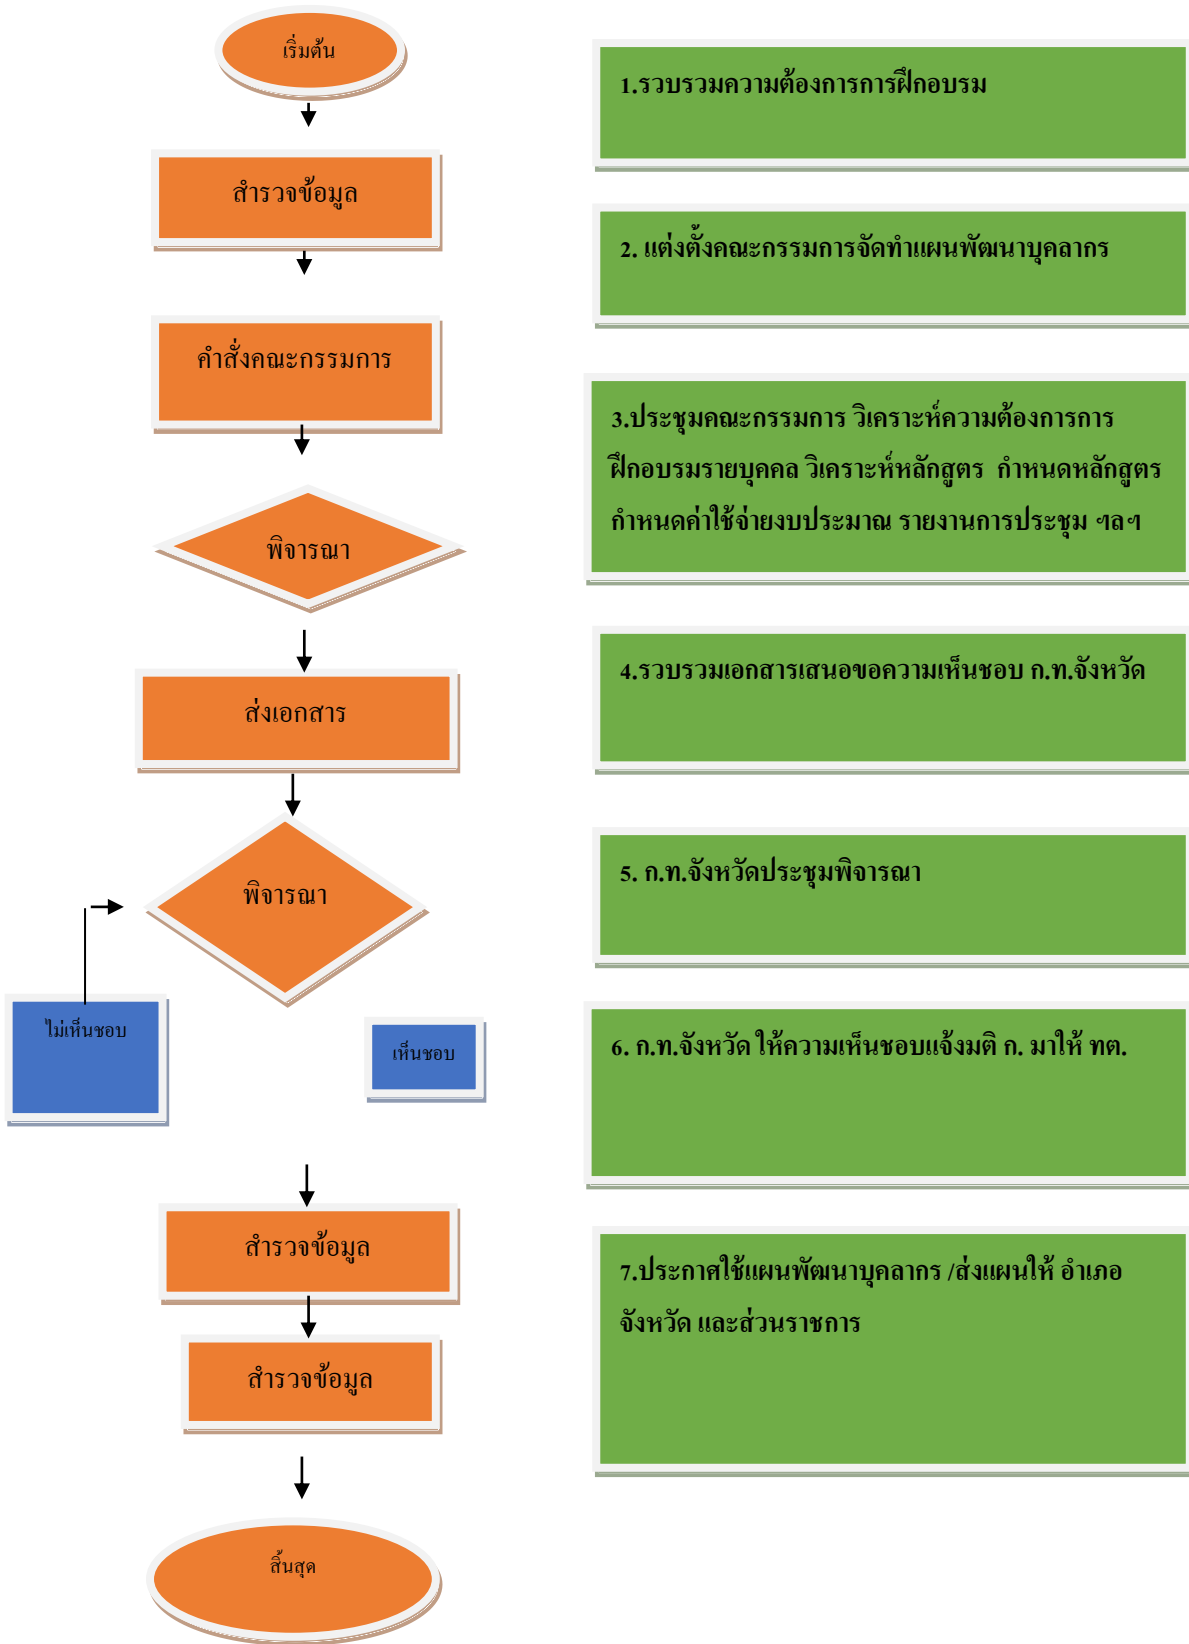 เริ่มต้น
1.รวบรวมความต้องการการฝึกอบรม
สำรวจข้อมูล
2. แต่งตั้งคณะกรรมการจัดทำแผนพัฒนาบุคลากร
คำสั่งคณะกรรมการ
3.ประชุมคณะกรรมการ วิเคราะห์ความต้องการการ
ฝึกอบรมรายบุคคล วิเคราะห์หลักสูตร กำหนดหลักสูตร
กำหนดค่าใช้จ่ายงบประมาณ รายงานการประชุม ฯลฯ
พิจารณา
4.รวบรวมเอกสารเสนอขอความเห็นชอบ ก.ท.จังหวัด
ส่งเอกสาร
5. ก.ท.จังหวัดประชุมพิจารณา
พิจารณา
ไม่เห็นชอบ
เห็นชอบ
6. ก.ท.จังหวัด ให้ความเห็นชอบแจ้งมติ ก. มาให้ ทต.
สำรวจข้อมูล
7.ประกาศใช้แผนพัฒนาบุคลากร /ส่งแผนให้ อำเภอ
จังหวัด และส่วนราชการ
สำรวจข้อมูล
สิ้นสุด